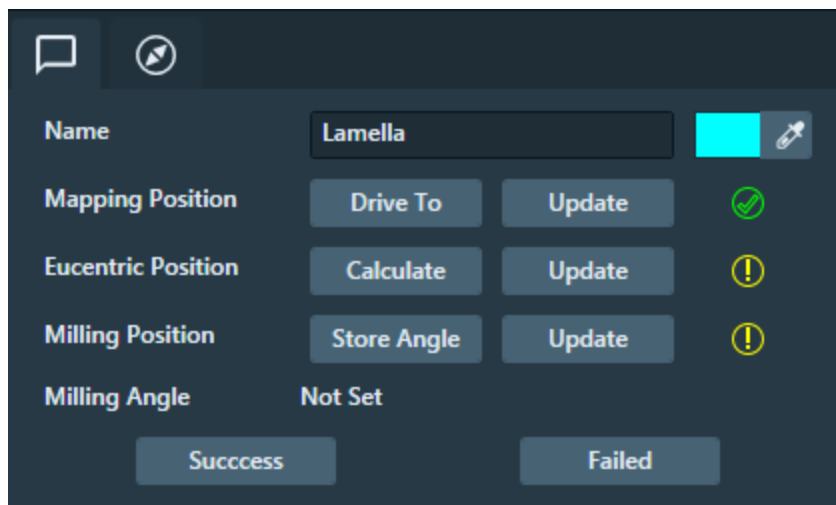 Name Lamella
Mapping Position Drive To Update
Eucentric Position Calculate Update
Milling Position Store Angle Update
Milling Angle Not Set
Succcess Failed